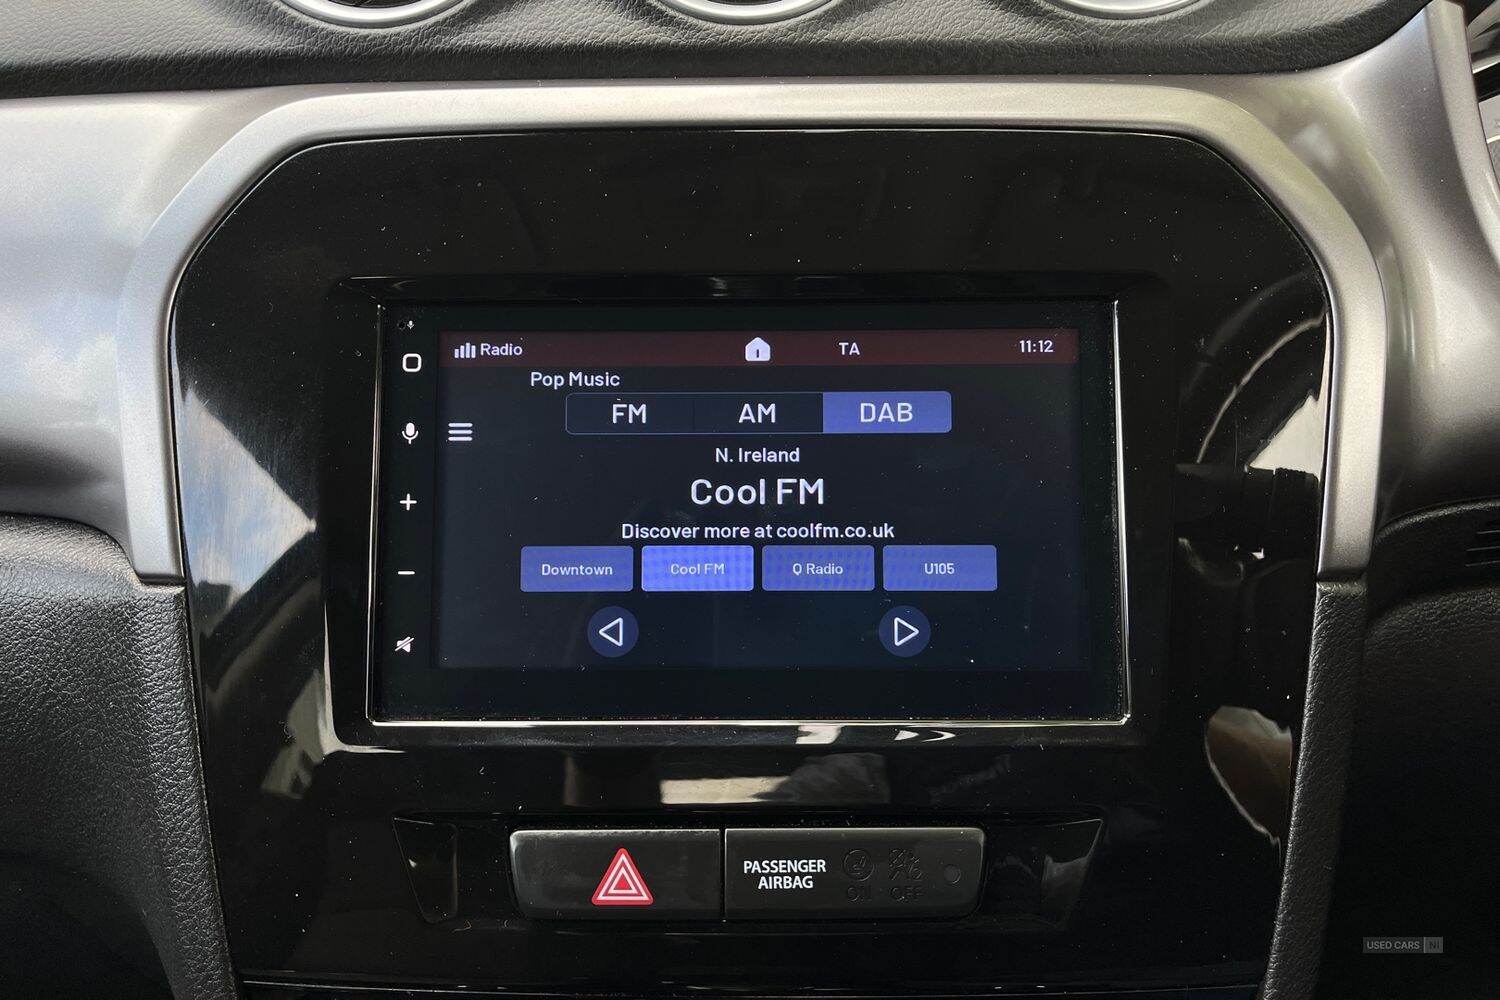 Radio
TA
11:12
Pop Music
FM AM DAB
N. Ireland
Cool FM
Discover more at coolfm.co.uk
Downtown Cool FM Q Radio U105
PASSENGER
AIRBAG
ON OFF
USED CARS NI